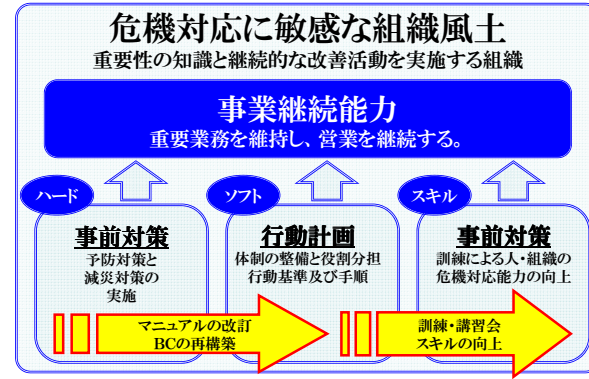 危機対応に敏感な組織風土
重要性の知識と継続的な改善活動を実施する組織
事業継続能力
重要業務を維持し、営業を継続する。
ハード
事前対策
予防対策と
減災対策の
実施
ソフト
行動計画
体制の整備と役割分担
行動基準及び手順
スキル
事前対策
訓練による人・組織の
危機対応能力の向上
マニュアルの改訂
BCの再構築
訓練・講習会
スキルの向上